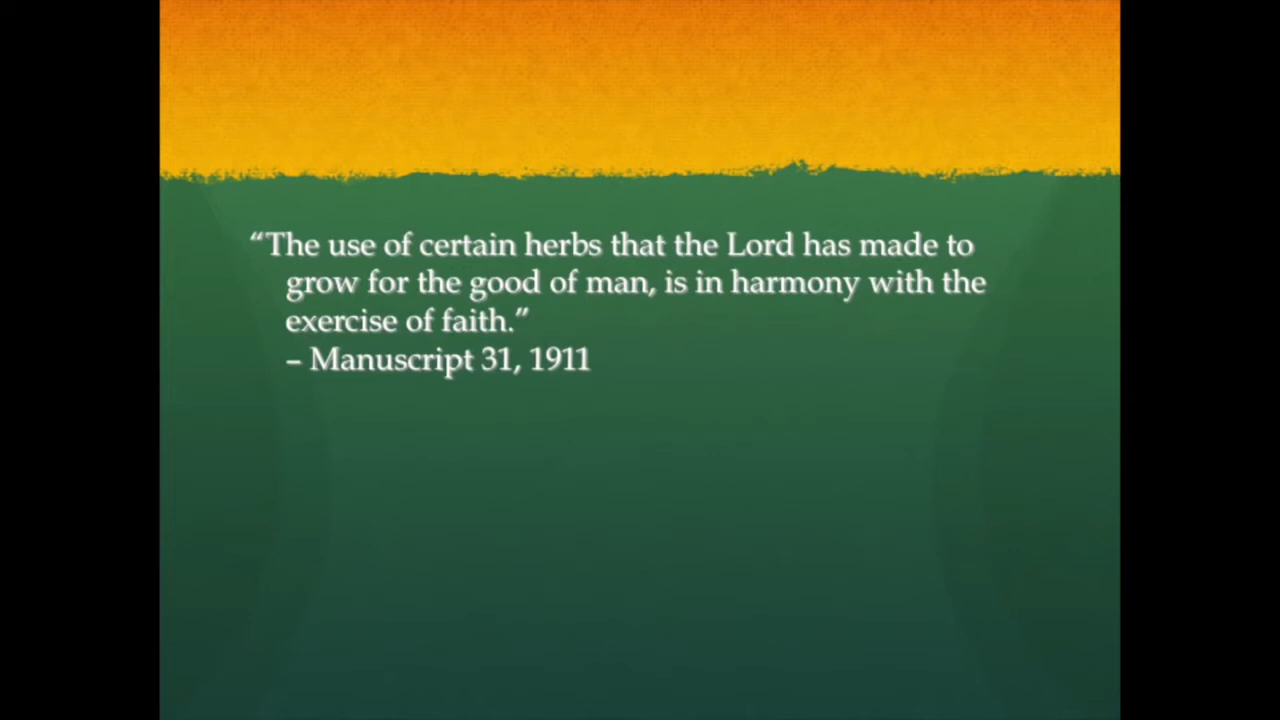 “The use of certain herbs that the Lord has made to
grow for the good of man, is in harmony with the
exercise of faith.”
– Manuscript 31, 1911